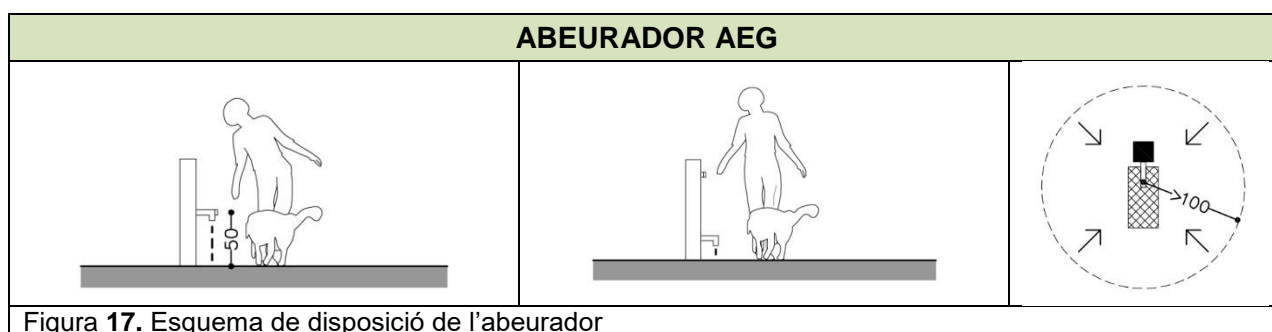 ABEURADOR AEG
50
>100
Figura 17. Esquema de disposició de l'abeurador